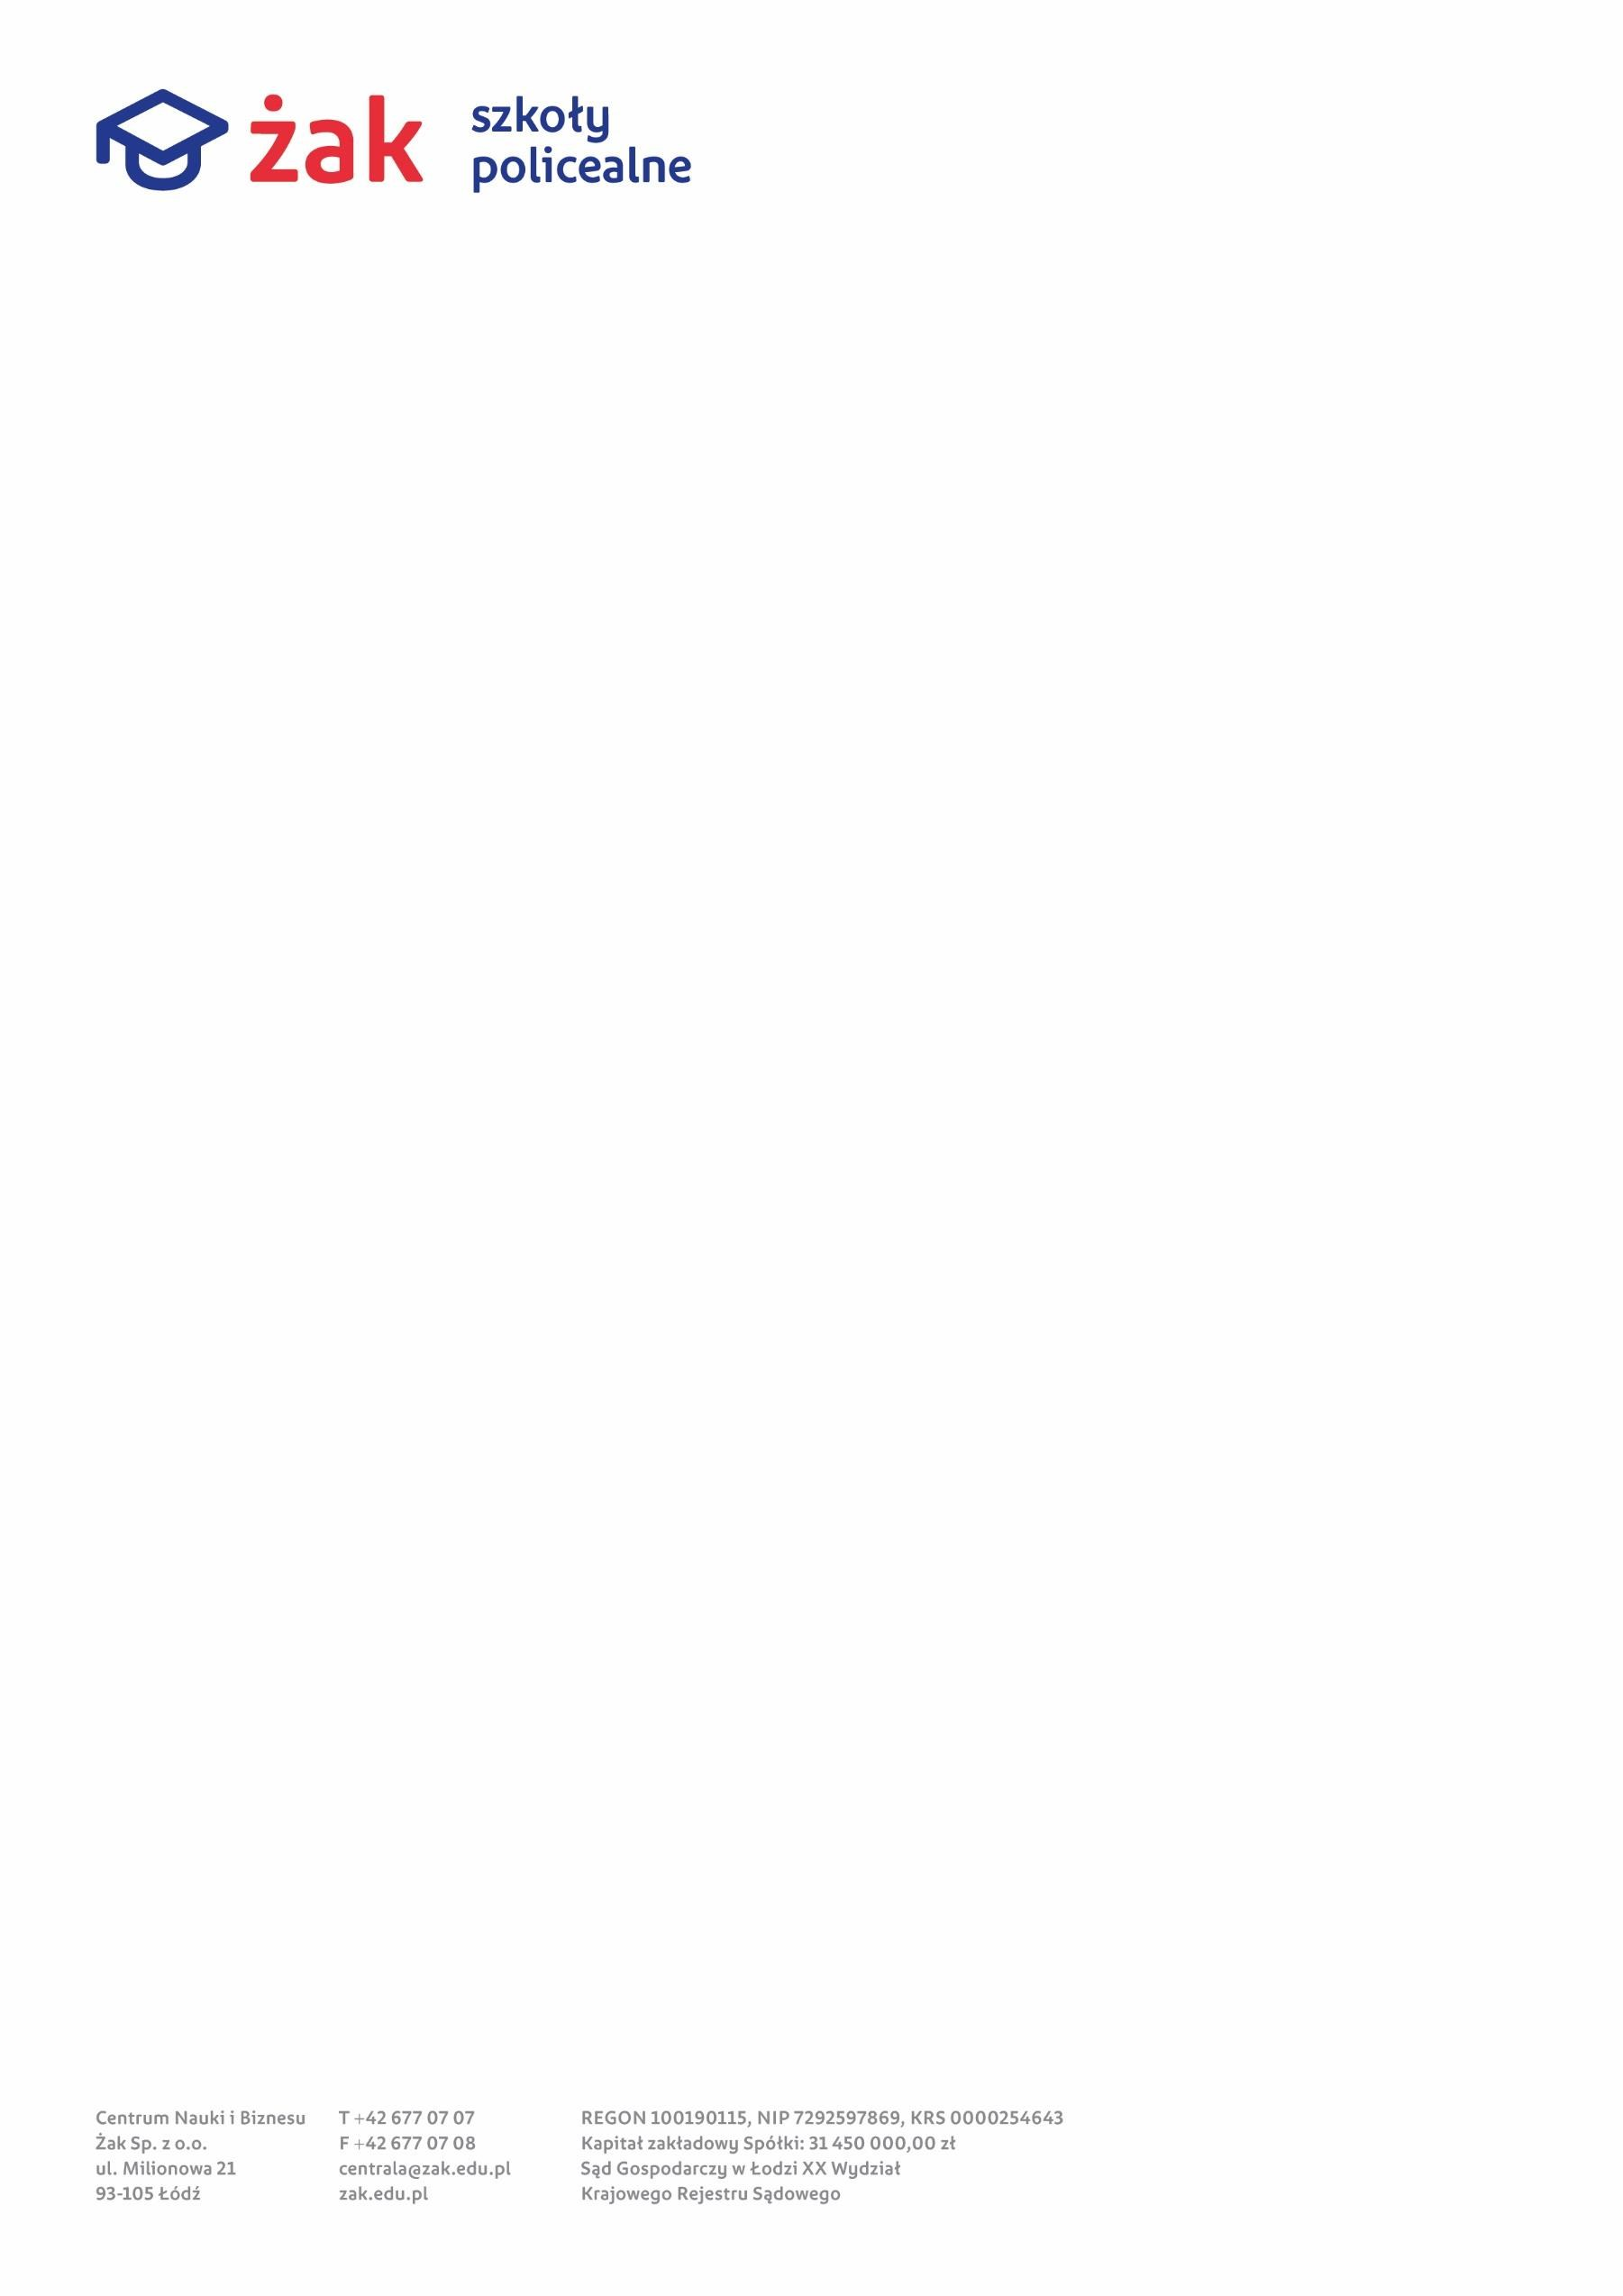 żak
szkoły
policealne
Centrum Nauki i Biznesu
Żak Sp. z o.o.
ul. Milionowa 21
93-105 Łódź
T +42 677 07 07
F +42 677 07 08
centrala@zak.edu.pl
zak.edu.pl
REGON 100190115, NIP 7292597869, KRS 0000254643
Kapitał zakładowy Spółki: 31 450 000,00 zł
Sąd Gospodarczy w Łodzi XX Wydział
Krajowego Rejestru Sądowego